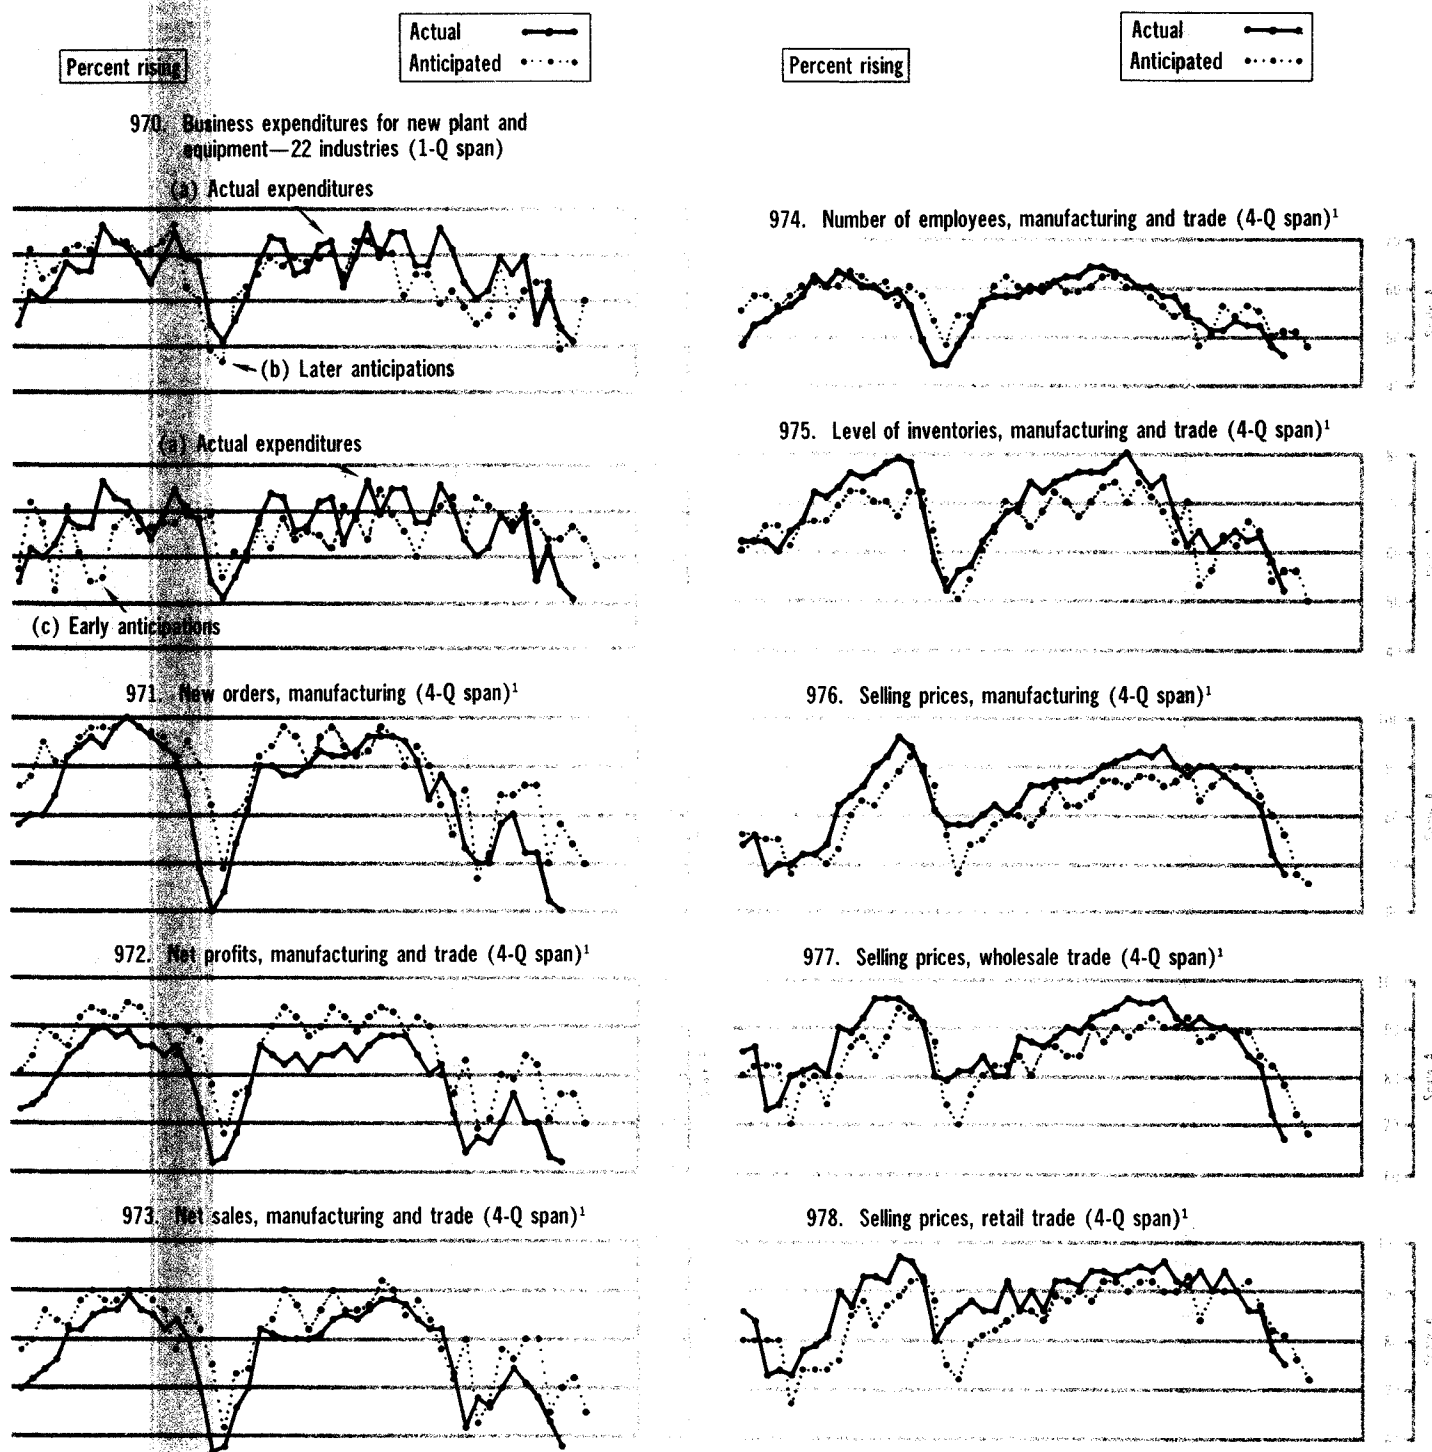 Actual
Anticipated
Percent rising
970. Business expenditures for new plant and
equipment—22 industries (1-Q span)
(a) Actual expenditures
(b) Later anticipations
(a) Actual expenditures
(c) Early anticipations
971. New orders, manufacturing (4-Q span)¹
972. Net profits, manufacturing and trade (4-Q span)¹
973. Net sales, manufacturing and trade (4-Q span)¹
Actual
Anticipated
Percent rising
974. Number of employees, manufacturing and trade (4-Q span)¹
975. Level of inventories, manufacturing and trade (4-Q span)¹
976. Selling prices, manufacturing (4-Q span)¹
977. Selling prices, wholesale trade (4-Q span)¹
978. Selling prices, retail trade (4-Q span)¹